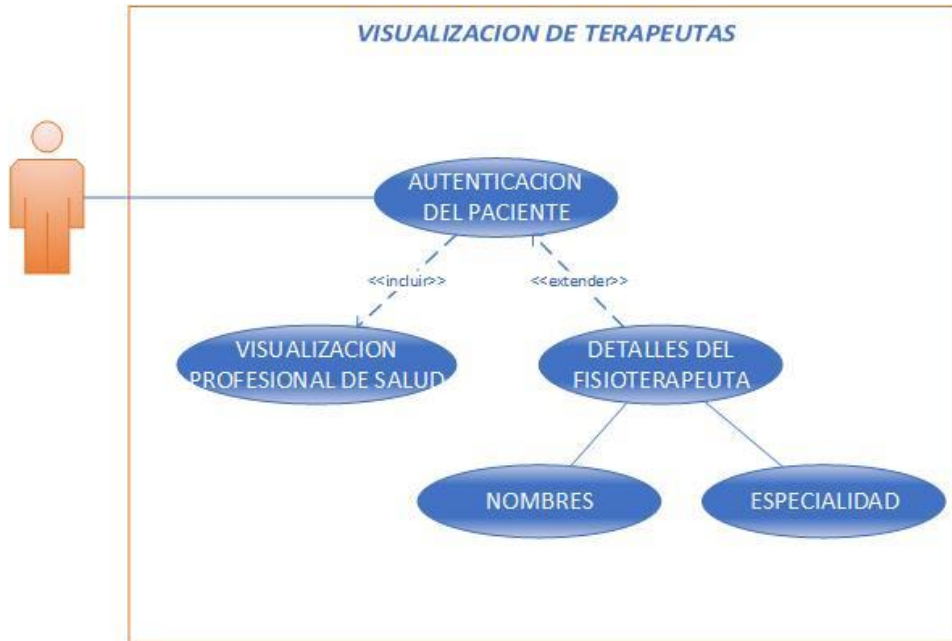 VISUALIZACION DE TERAPEUTAS
AUTENTICACION
DEL PACIENTE
<<incluir>>
<<extender>>
VISUALIZACION
PROFESIONAL DE SALUD
DETALLES DEL
FISIOTERAPEUTA
NOMBRES
ESPECIALIDAD